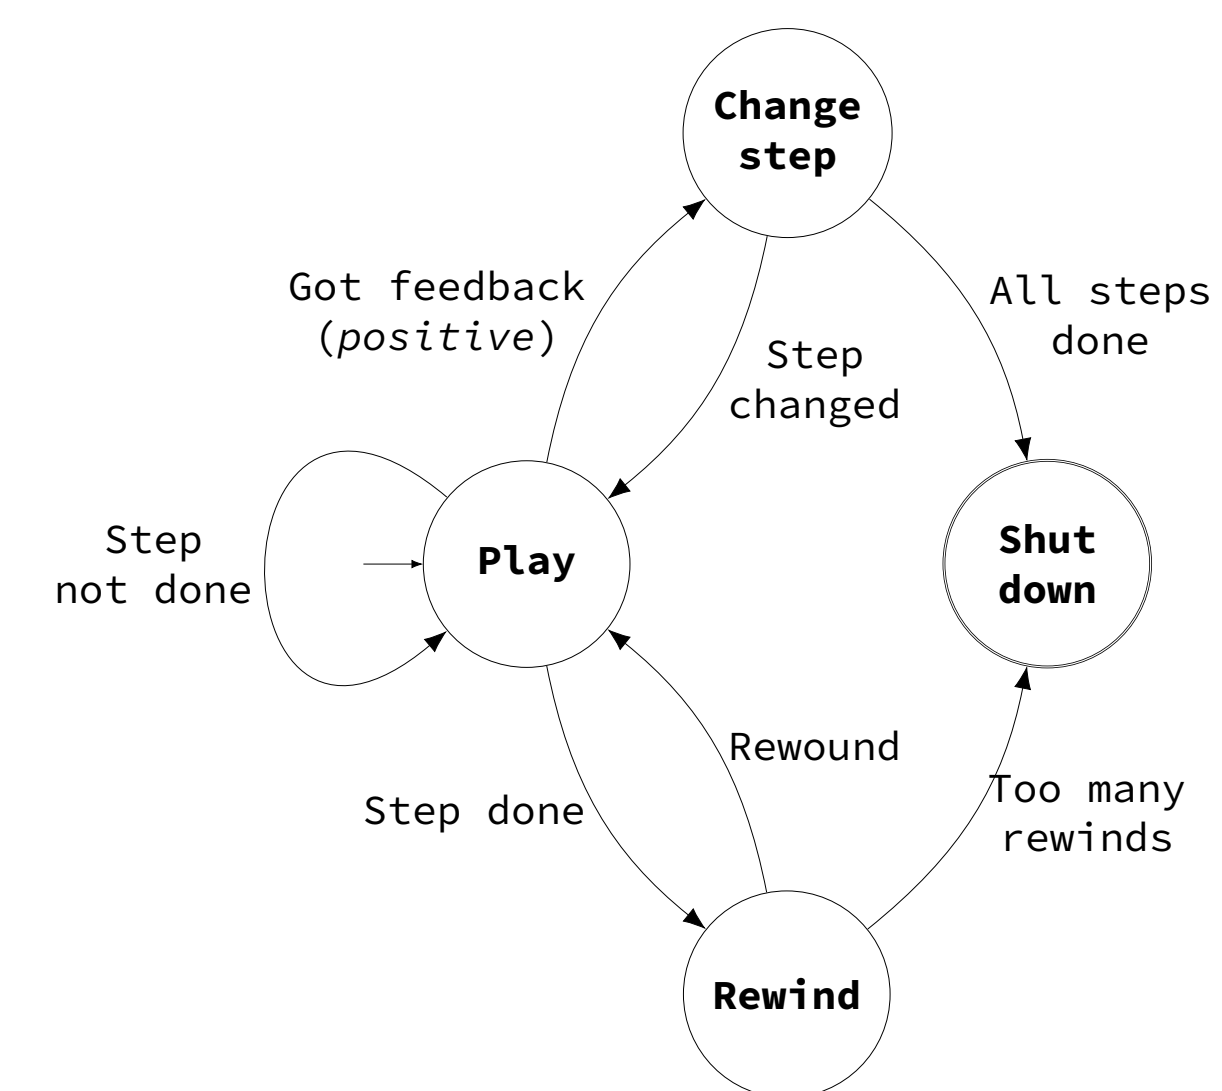 Change
step
Got feedback
(positive)
All steps
done
Step
changed
Step
not done
Play
Shut
down
Rewound
Step done
Too many
rewinds
Rewind